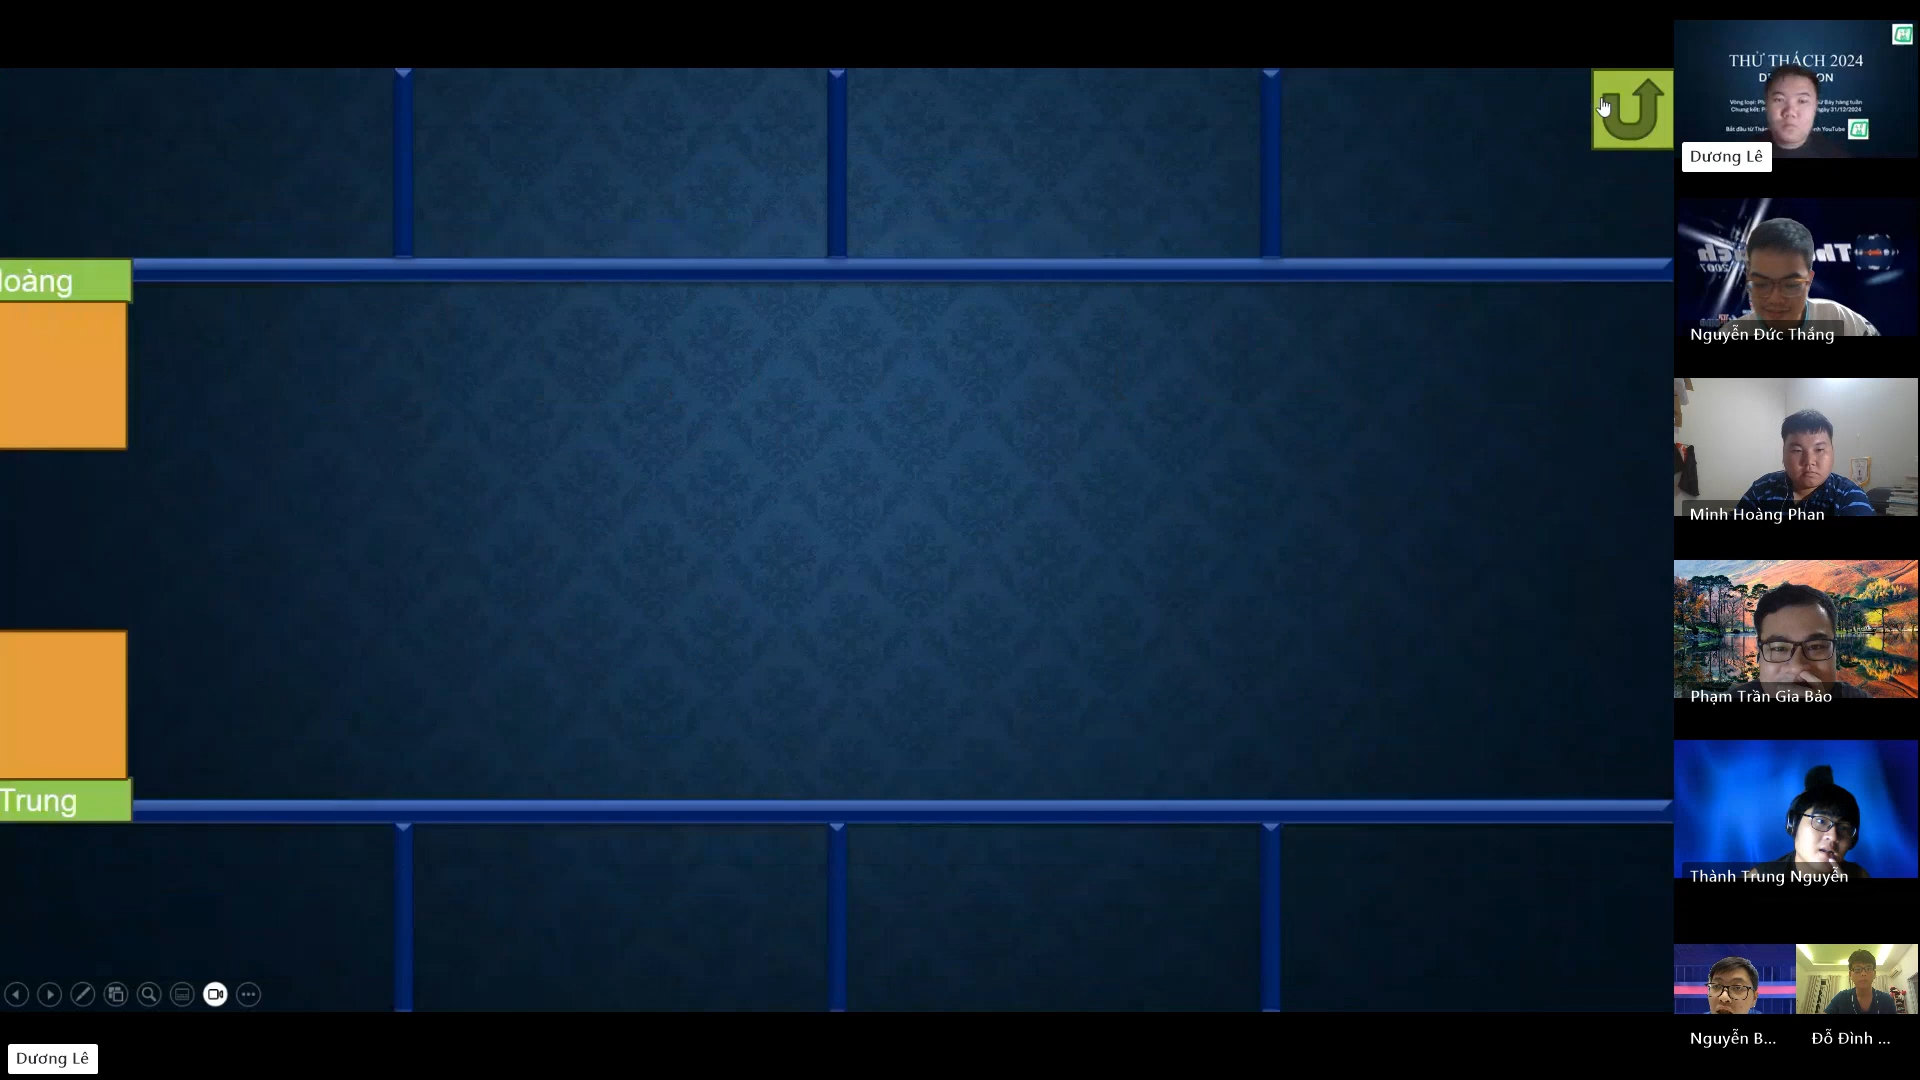 THỬ THÁCH 2024
Dương Lê
Nguyễn Đức Thắng
Minh Hoàng Phan
Phạm Trần Gia Bảo
Thành Trung Nguyễn
Nguyễn B...
Đỗ Đình ...
oàng
Trung
Dương Lê